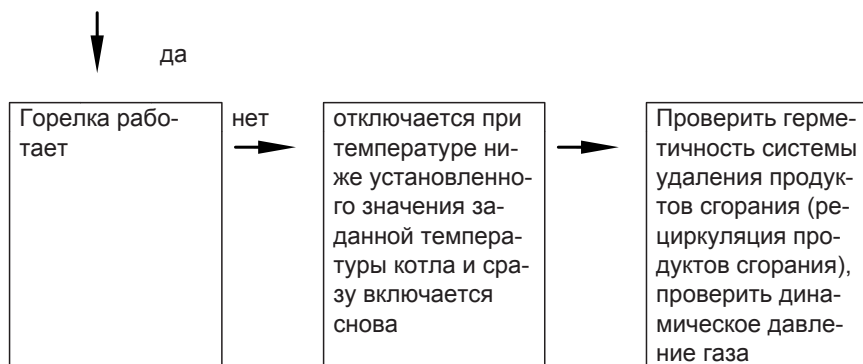 да
Горелка рабо-
тает
нет
отключается при
температуре ни-
же установленно-
го значения за-
данной темпера-
туры котла и сра-
зу включается
снова
Проверить герме-
тичность системы
удаления продук-
тов сгорания (ре-
циркуляция про-
дуктов сгорания),
проверить дина-
мическое давле-
ние газа